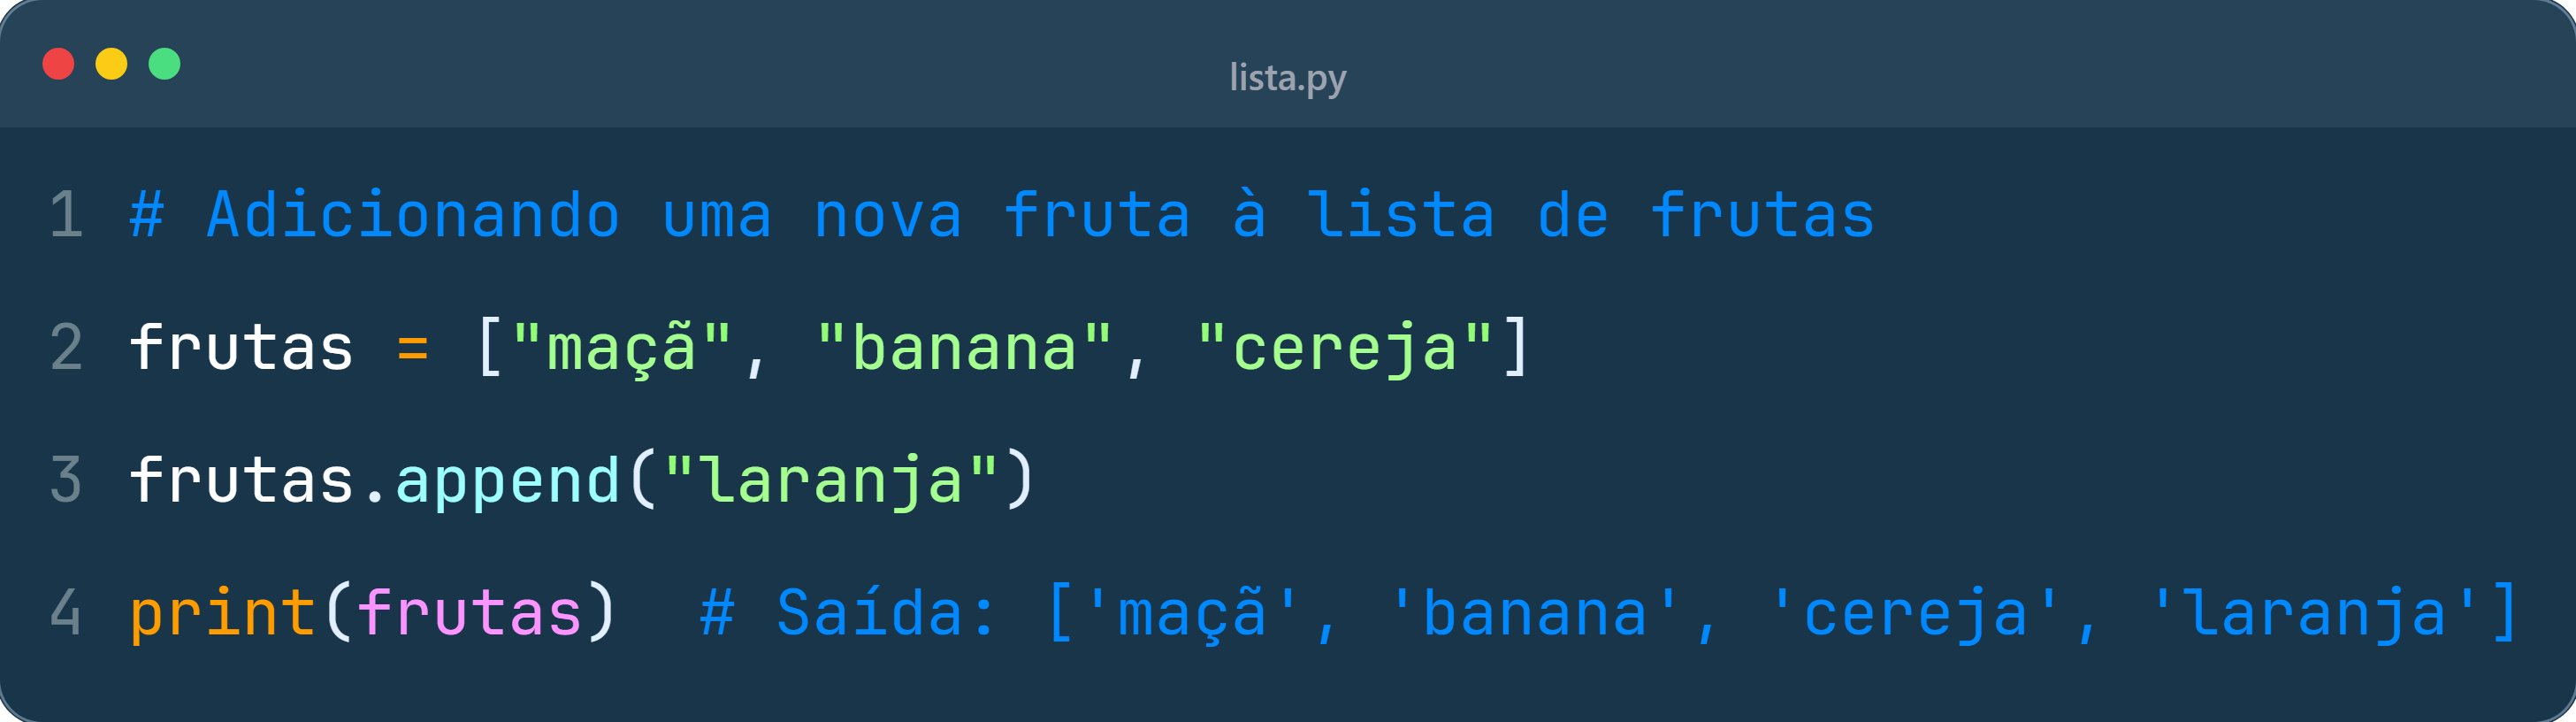 lista.py
1 # Adicionando uma nova fruta à lista de frutas
2 frutas = ["maçã", "banana", "cereja"]
3 frutas.append("laranja")
4 print(frutas)  # Saída: ['maçã', 'banana', 'cereja', 'laranja']